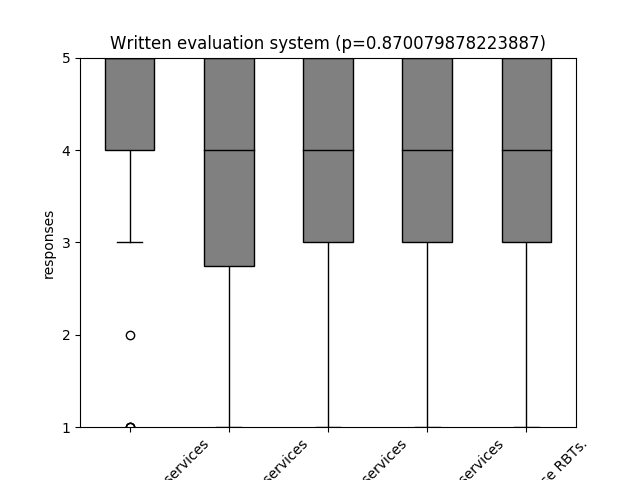 Written evaluation system (p=0.870079878223887)
5
4
3
2
1
responses
services
services
services
services
RBTs.